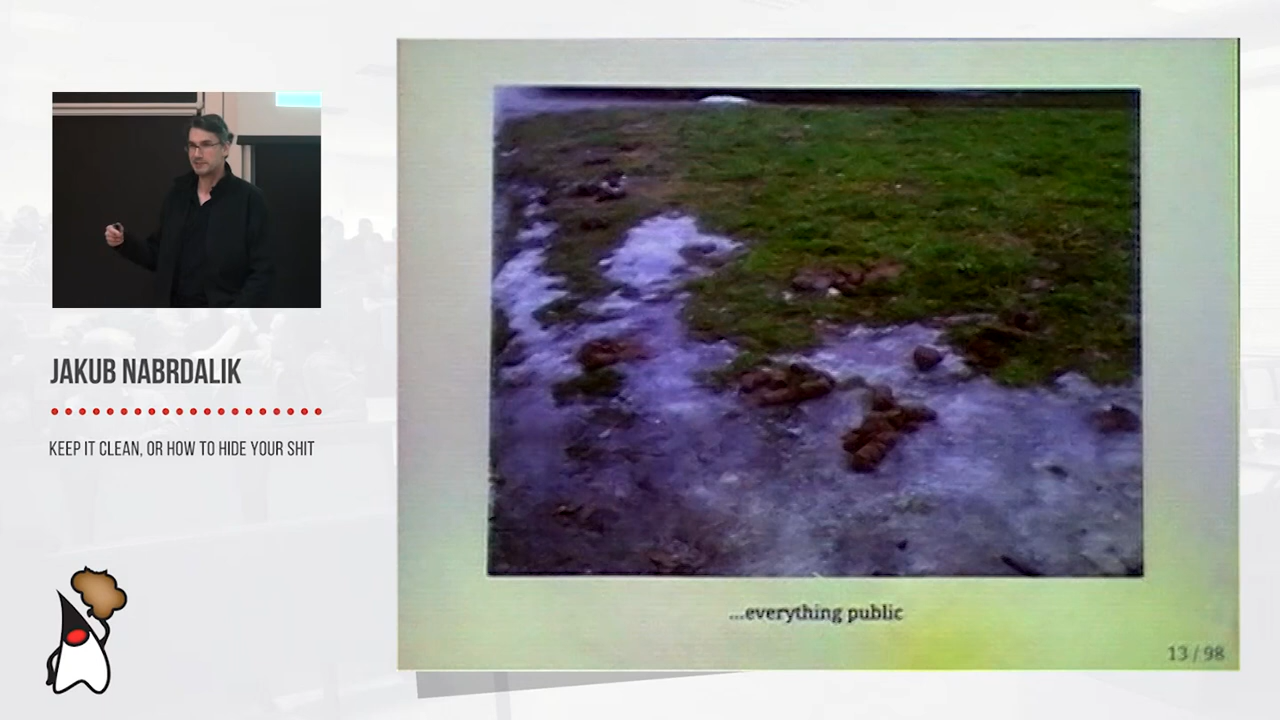 JAKUB NABRDALIK
KEEP IT CLEAN, OR HOW TO HIDE YOUR SHIT
...everything public
13 / 98